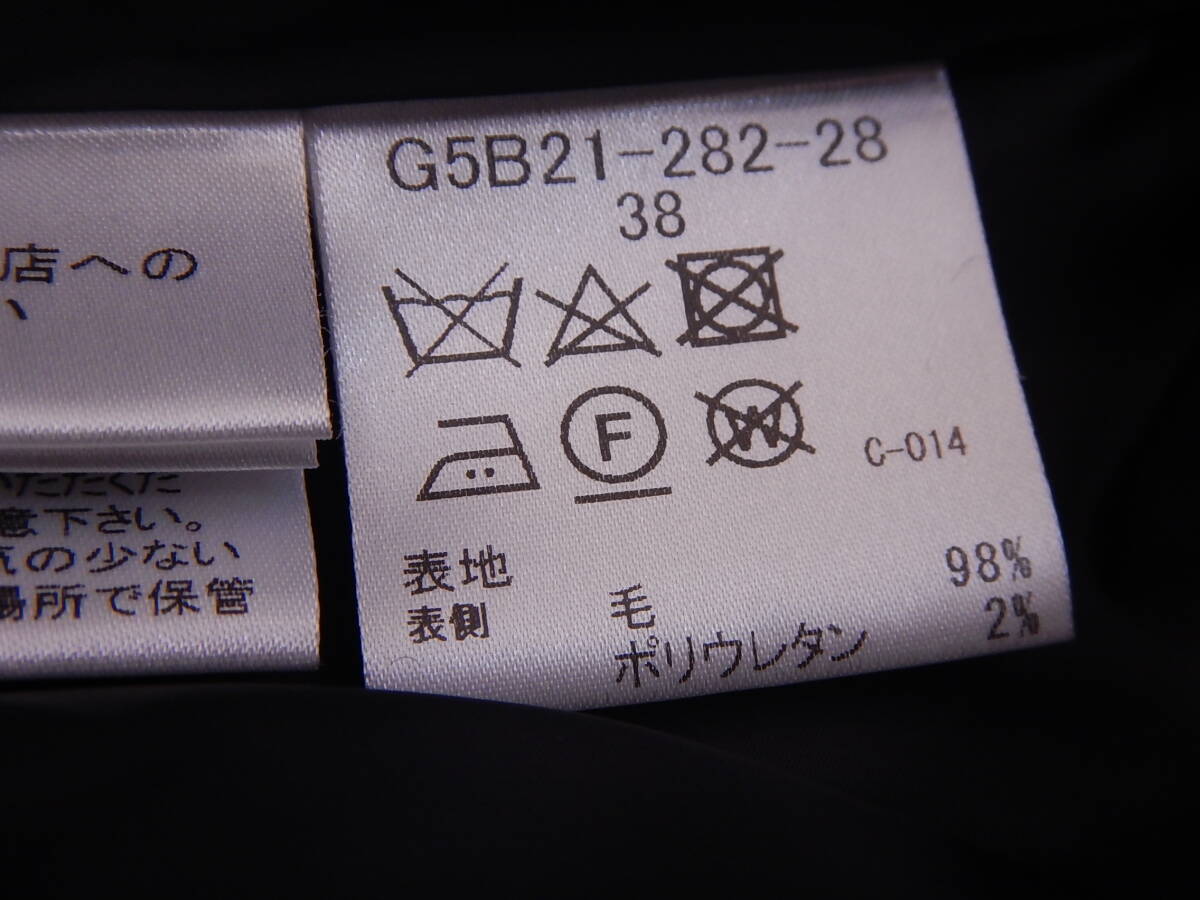 店への
、
いただくた
意下さい。
気の少ない
場所で保管
G5B21-282-28
38
F
W
C-014
表地
表側 毛 98%
ポリウレタン 2%